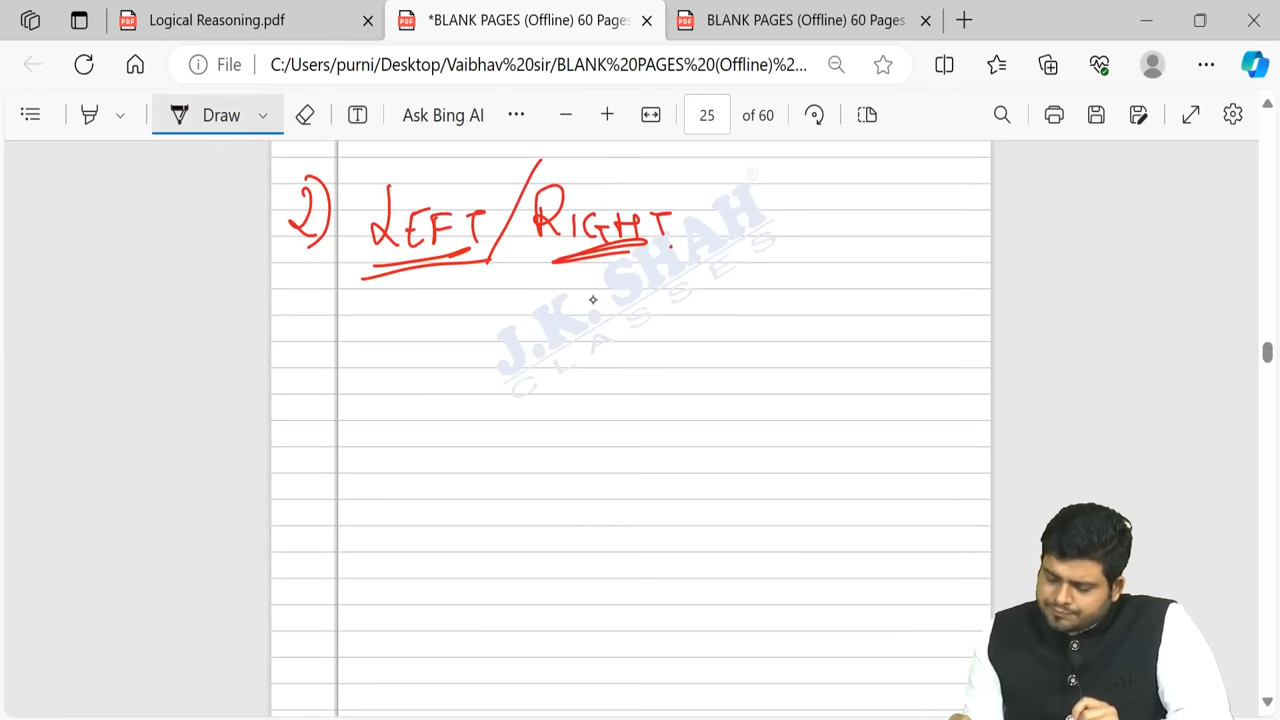 Logical Reasoning.pdf
*BLANK PAGES (Offline) 60 Pages
BLANK PAGES (Offline) 60 Pages
File
C:/Users/purni/Desktop/Vaibhav%20sir/BLANK%20PAGES%20(Offline)%2...
Draw
Ask Bing AI
25
of 60
2) LEFT/RIGHT.
J.K. SHAH ®
CLASSES